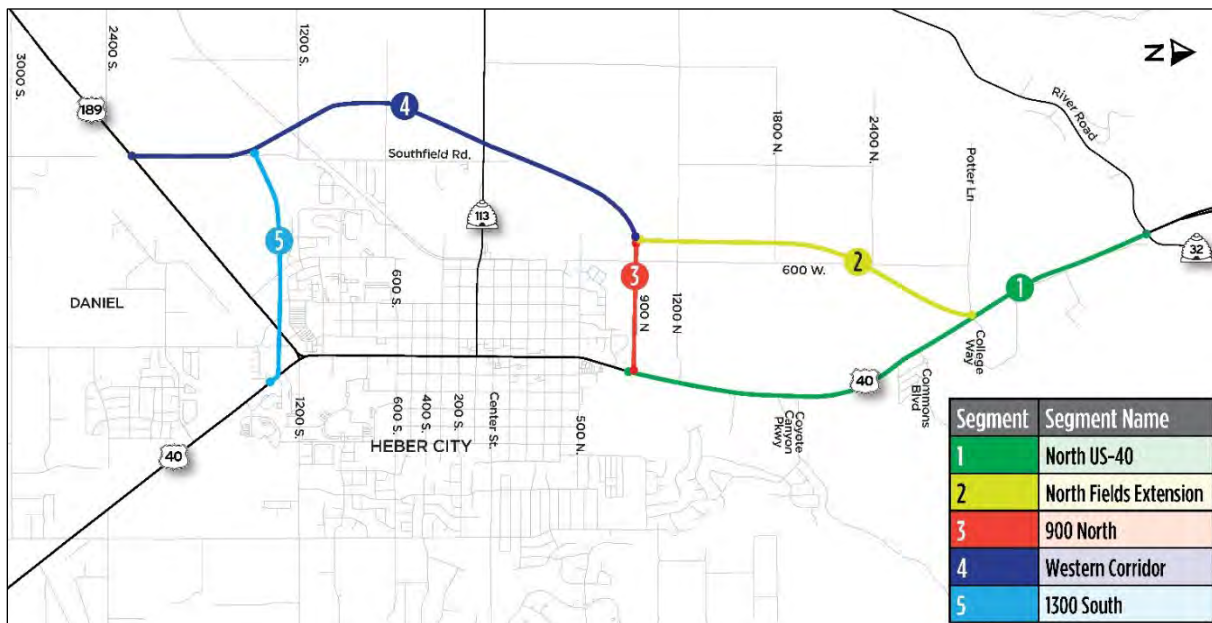 3000 S.
2400 S.
1200 S.
189
4
Southfield Rd.
113
1800 N.
2400 N.
Potter Ln
River Road
N
32
5
3
2
1
600 W.
DANIEL
600 S.
900 N
1200 N
College Way
Commons Blvd
40
Coyote Canyon Pkwy
1200 S.
600 S.
400 S.
200 S.
Center St.
500 N.
HEBER CITY
40
Segment Segment Name
1 North US-40
2 North Fields Extension
3 900 North
4 Western Corridor
5 1300 South